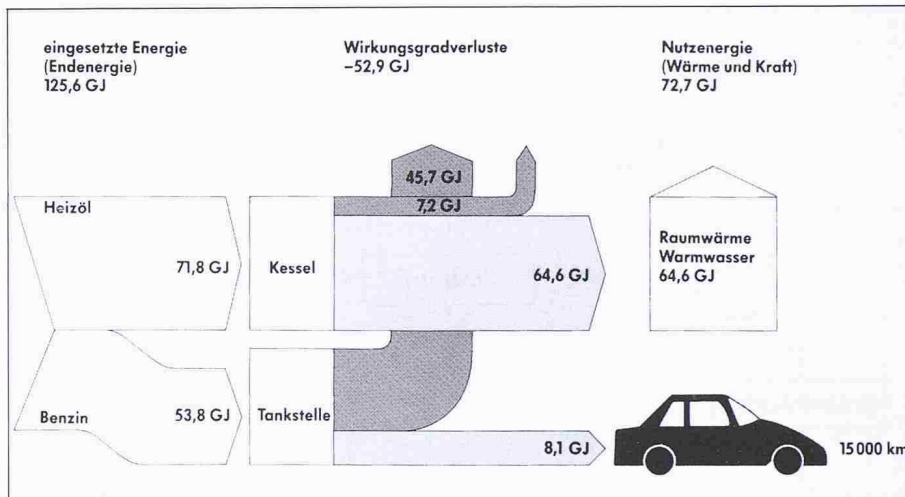 eingesetzte Energie
(Endenergie)
125,6 GJ
Wirkungsgradverluste
–52,9 GJ
Nutzenergie
(Wärme und Kraft)
72,7 GJ
45,7 GJ
7,2 GJ
Heizöl
71,8 GJ
Kessel
64,6 GJ
Raumwärme
Warmwasser
64,6 GJ
Benzin
53,8 GJ
Tankstelle
8,1 GJ
15000 km